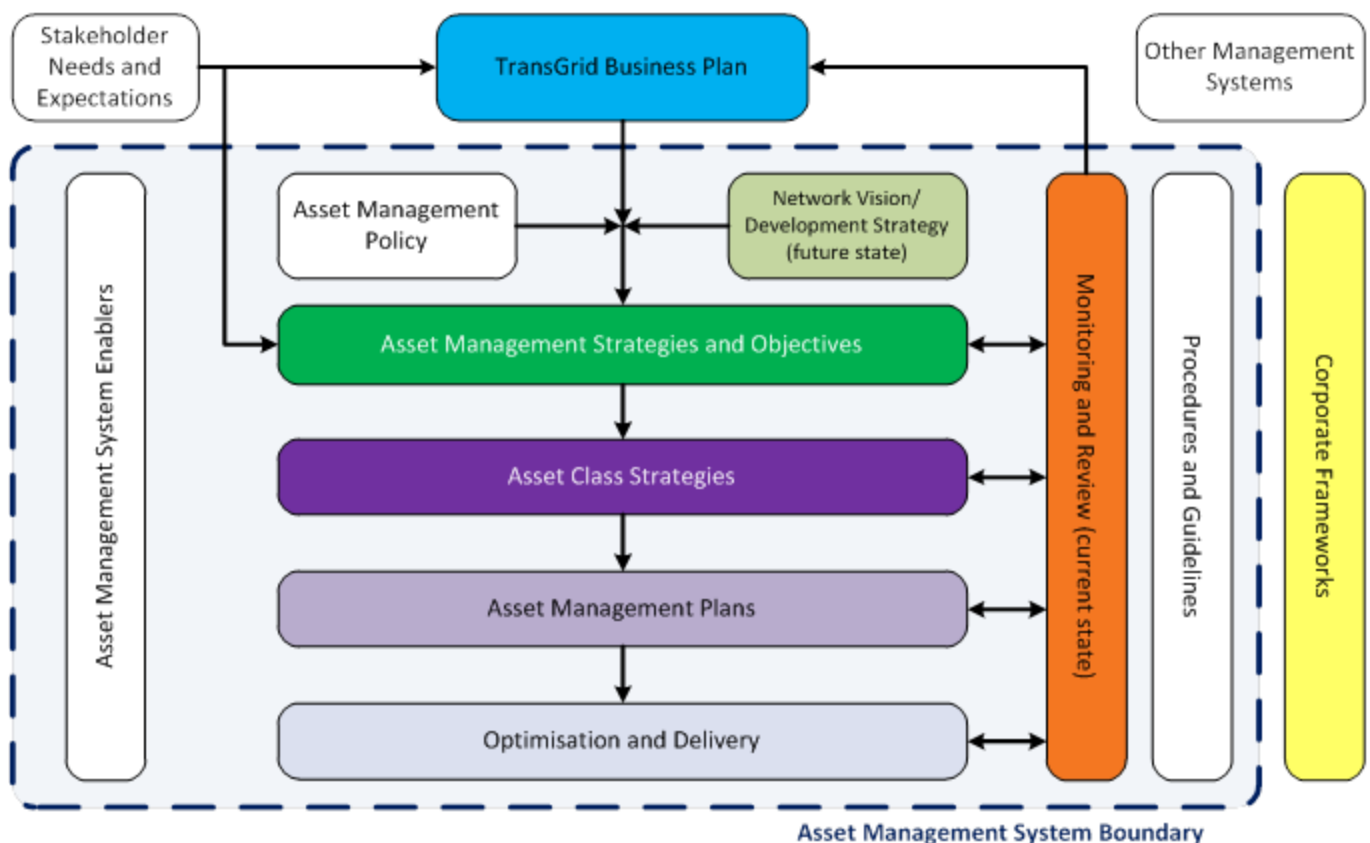 Stakeholder
Needs and
Expectations
TransGrid Business Plan
Other Management
Systems
Asset Management System Enablers
Asset Management
Policy
Network Vision/
Development Strategy
(future state)
Asset Management Strategies and Objectives
Asset Class Strategies
Asset Management Plans
Optimisation and Delivery
Monitoring and Review (current state)
Procedures and Guidelines
Corporate Frameworks
Asset Management System Boundary